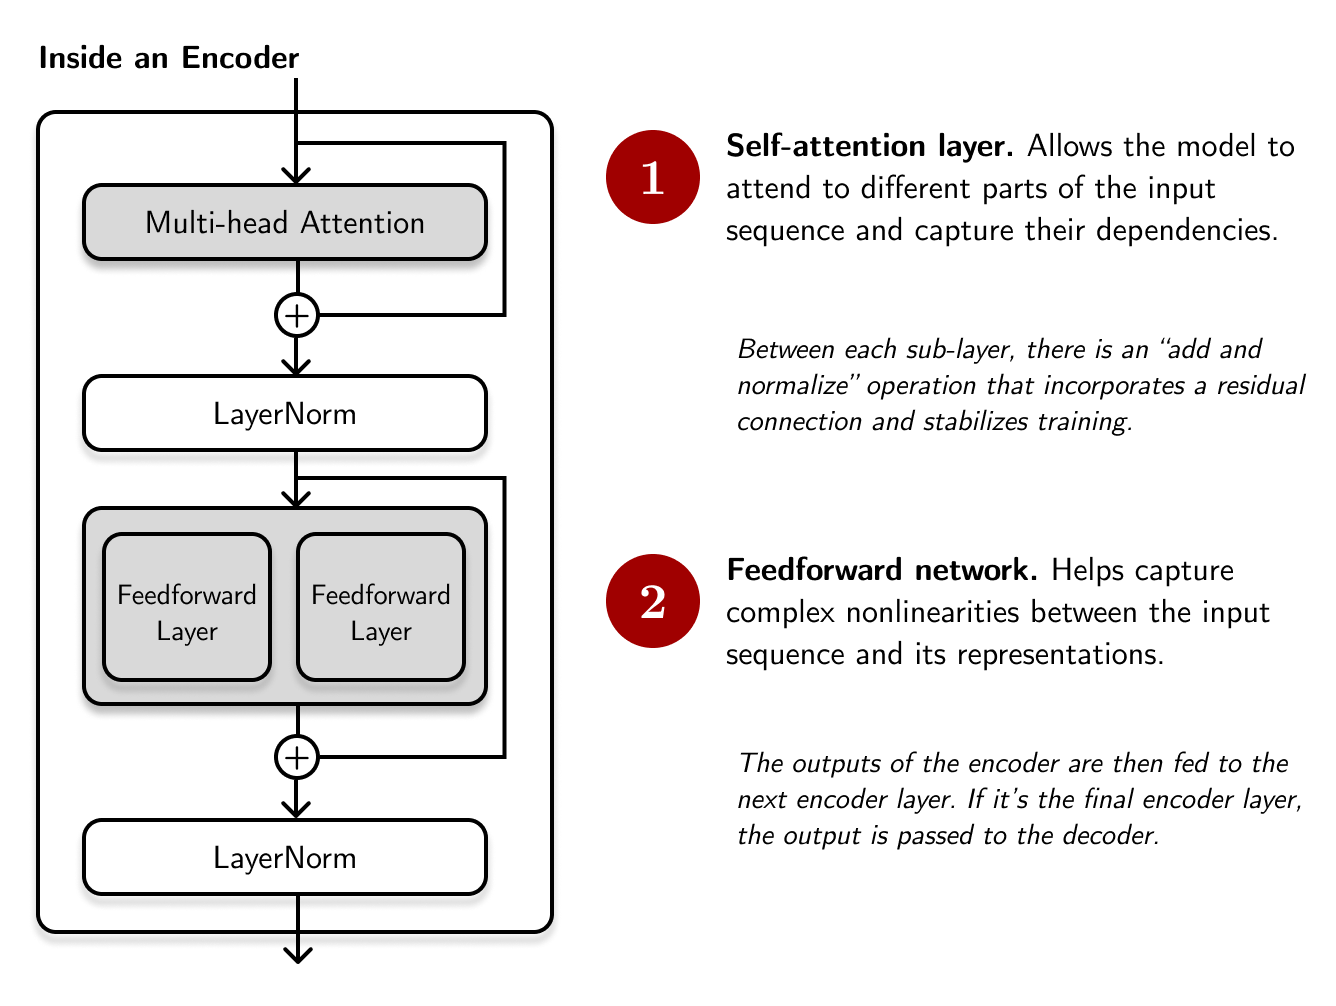 Inside an Encoder
Multi-head Attention
+
LayerNorm
Feedforward
Layer
Feedforward
Layer
+
LayerNorm
1
Self-attention layer. Allows the model to
attend to different parts of the input
sequence and capture their dependencies.
Between each sub-layer, there is an “add and
normalize” operation that incorporates a residual
connection and stabilizes training.
2
Feedforward network. Helps capture
complex nonlinearities between the input
sequence and its representations.
The outputs of the encoder are then fed to the
next encoder layer. If it’s the final encoder layer,
the output is passed to the decoder.